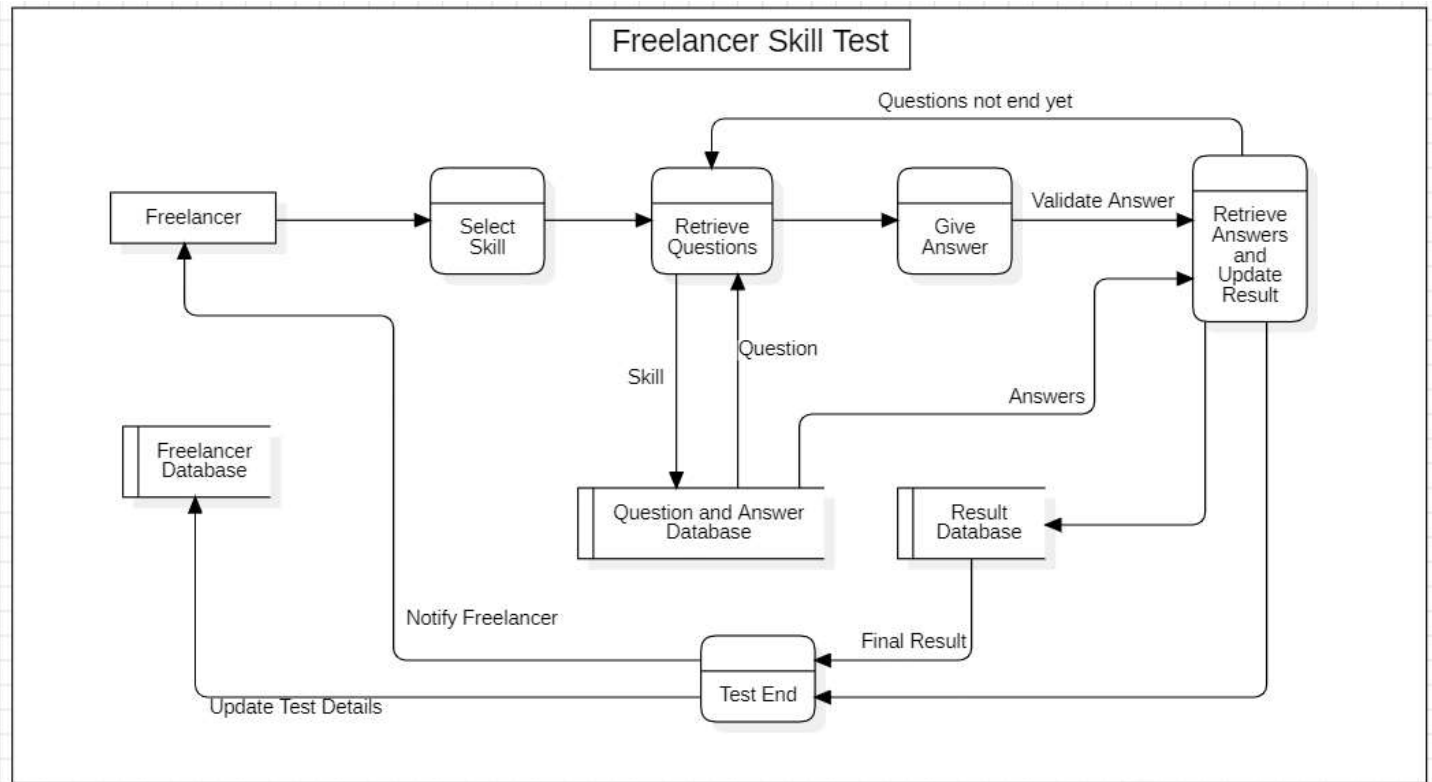 Freelancer Skill Test
Questions not end yet
Freelancer
Select
Skill
Retrieve
Questions
Give
Answer
Validate Answer
Retrieve
Answers
and
Update
Result
Skill
Question
Answers
Freelancer
Database
Question and Answer
Database
Result
Database
Notify Freelancer
Final Result
Test End
Update Test Details